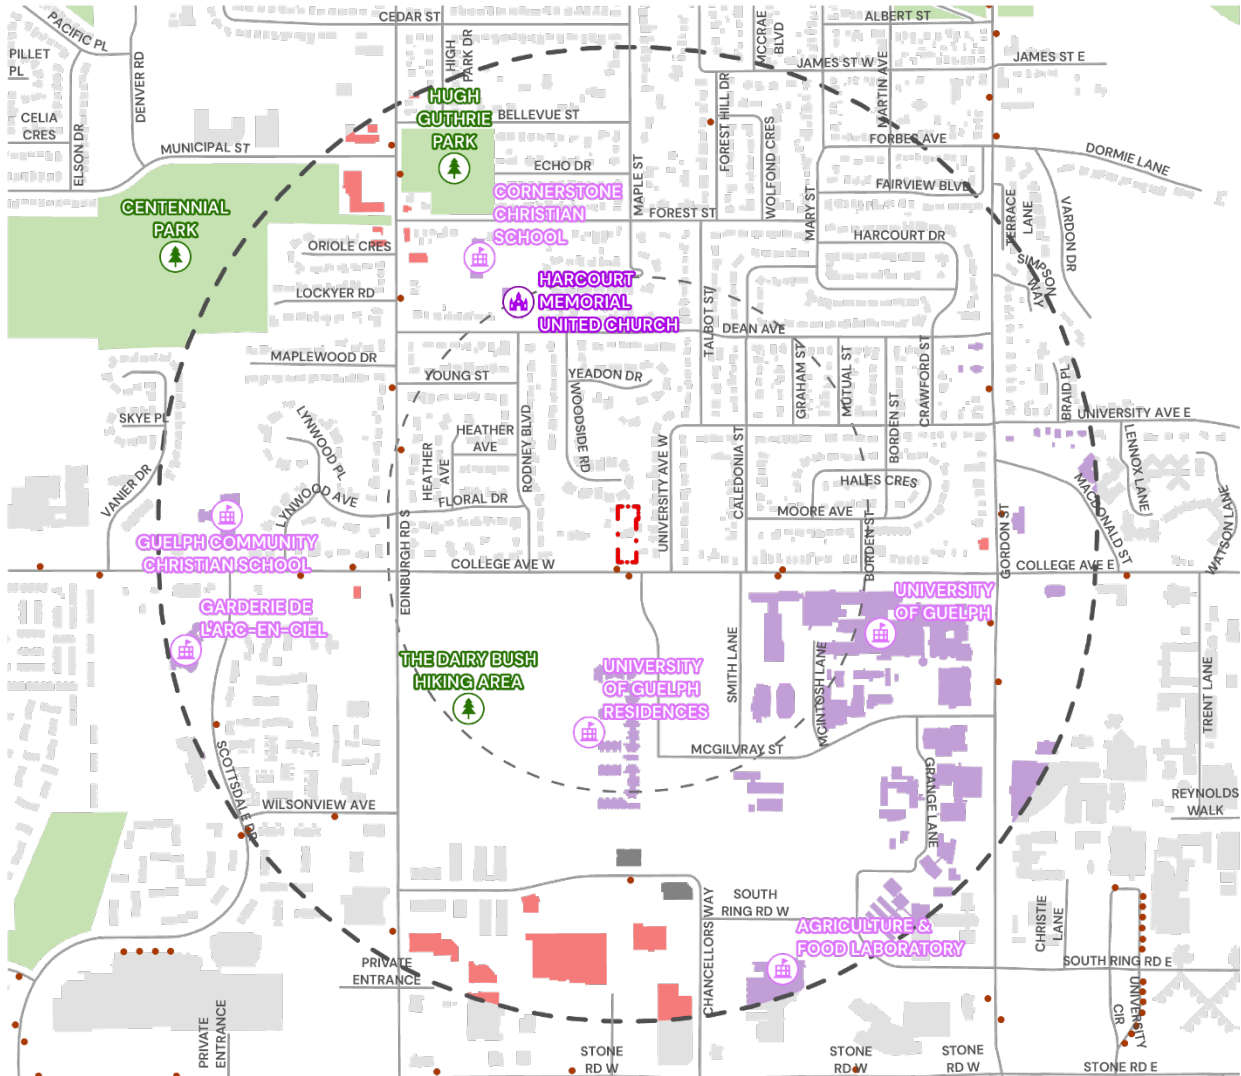 PACIFIC PL
CEDAR ST
MCCRAE
BLVD
ALBERT ST
PILLET
PL
DENVER RD
HIGH
PARK DR
JAMES ST W
JAMES ST E
HUGH
GUTHRIE
PARK
BELLEVUE ST
FOREST HILL DR
MARTIN AVE
CELIA
CRES
ELSON DR
MUNICIPAL ST
ECHO DR
MAPLE ST
WOLFOND CRES
FORBES AVE
DORMIE LANE
FAIRVIEW BLVD
CENTENNIAL
PARK
CORNERSTONE
CHRISTIAN
SCHOOL
FOREST ST
MARY ST
TERRACE
LANE
VARDON DR
ORIOLE CRES
HARCOURT DR
SIMPSON
WAY
LOCKYER RD
HARCOURT
MEMORIAL
UNITED CHURCH
TALBOT ST
DEAN AVE
MAPLEWOOD DR
YOUNG ST
YEADON DR
GRAHAM ST
MUTUAL ST
BORDEN ST
CRAWFORD ST
BRAID PL
SKYE PL
LYNWOOD PL
HEATHER
AVE
HEATHER
AVE
RODNEY BLVD
WOODSIDE RD
UNIVERSITY AVE W
CALEDONIA ST
UNIVERSITY AVE E
LENNOX LANE
VANIER DR
LYNWOOD AVE
FLORAL DR
HALES CRES
MOORE AVE
MACDONALD ST
WATSON LANE
GUELPH COMMUNITY
CHRISTIAN SCHOOL
EDINBURGH RD S
COLLEGE AVE W
BORDEN ST
GORDON ST
COLLEGE AVE E
GARDERIE DE
L'ARC-EN-CIEL
UNIVERSITY
OF GUELPH
THE DAIRY BUSH
HIKING AREA
UNIVERSITY
OF GUELPH
RESIDENCES
SMITH LANE
MCINTOSH LANE
TRENT LANE
MCGILVRAY ST
SCOTTSDALE DR
WILSONVIEW AVE
GRANGE LANE
REYNOLDS
WALK
CHANCELLORS WAY
SOUTH
RING RD W
AGRICULTURE &
FOOD LABORATORY
CHRISTIE
LANE
PRIVATE
ENTRANCE
SOUTH RING RD E
PRIVATE
ENTRANCE
UNIVERSITY
CIR
STONE
RD W
STONE
RD W
STONE
RD W
STONE RD E